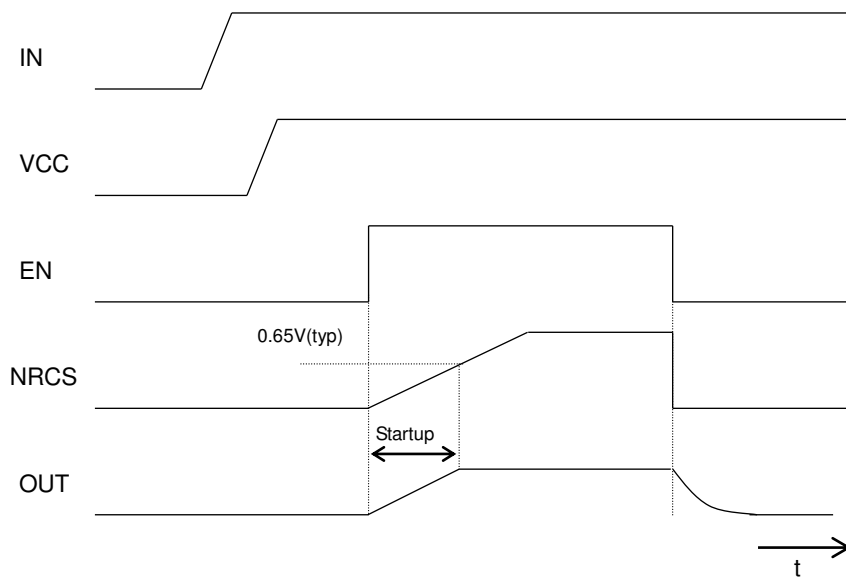 IN
VCC
EN
0.65V(typ)
NRCS
Startup
OUT
t